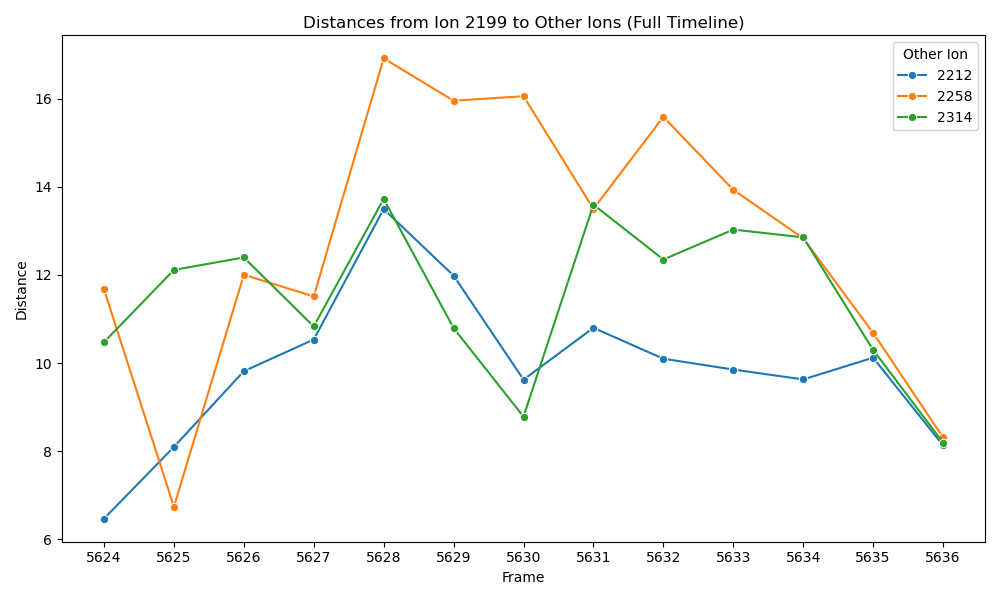 Distances from Ion 2199 to Other Ions (Full Timeline)
Other Ion
2212
2258
2314
16
14
12
10
8
6
Distance
5624 5625 5626 5627 5628 5629 5630 5631 5632 5633 5634 5635 5636
Frame